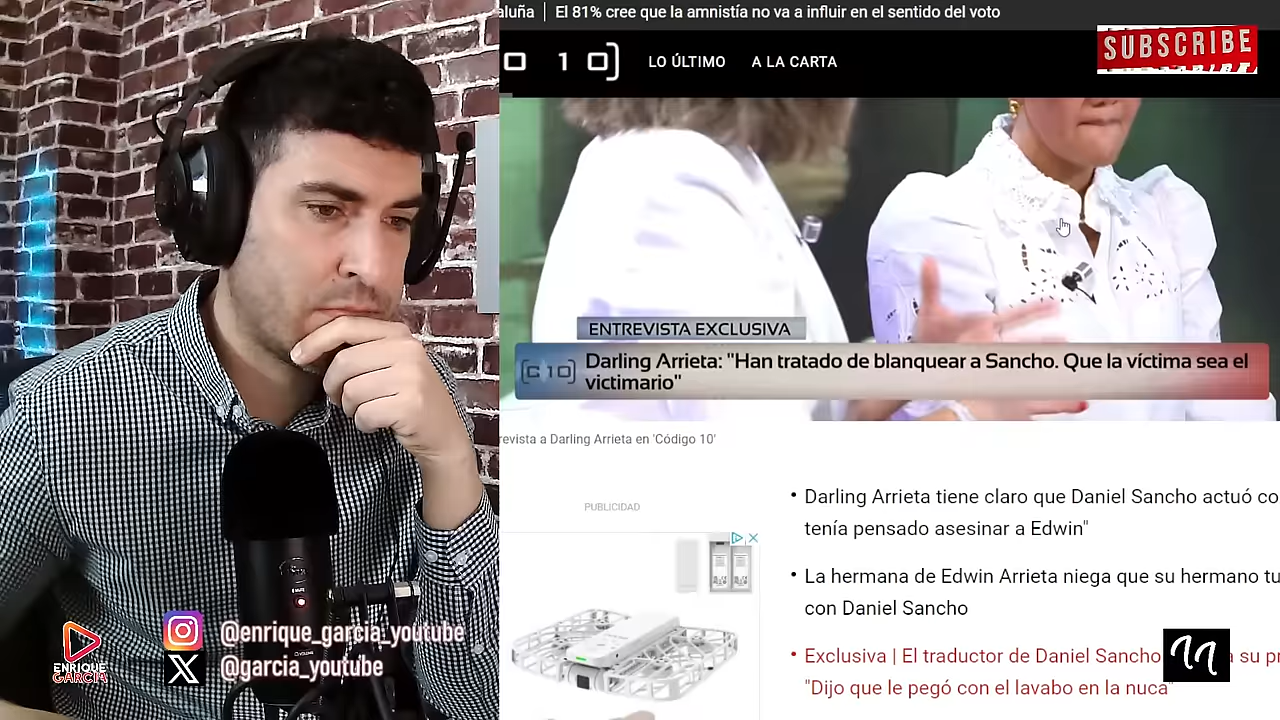 aluña | El 81% cree que la amnistía no va a influir en el sentido del voto
O 1 O]
LO ÚLTIMO A LA CARTA
SUBSCRIBE
ENTREVISTA EXCLUSIVA
[C 10]
Darling Arrieta: "Han tratado de blanquear a Sancho. Que la víctima sea el
victimario"
revista a Darling Arrieta en 'Código 10'
PUBLICIDAD
• Darling Arrieta tiene claro que Daniel Sancho actuó co
tenía pensado asesinar a Edwin"
• La hermana de Edwin Arrieta niega que su hermano tu
con Daniel Sancho
• Exclusiva | El traductor de Daniel Sancho a su pr
"Dijo que le pegó con el lavabo en la nuca"
@enrique_garcia_youtube
@garcia_youtube
ENRIQUE
GARCIA